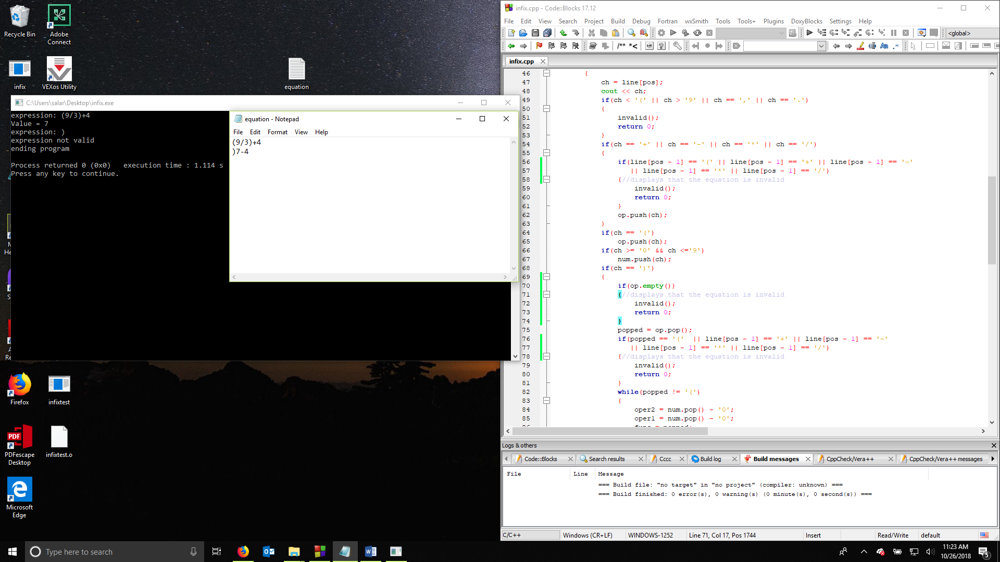 Recycle Bin
Adobe Connect
infix
VEXos Utility
equation
C:\Users\salar\Desktop\infix.exe
expression: (9/3)+4
Value = 7
expression: )
expression not valid
ending program
Process returned 0 (0x0)   execution time : 1.114 s
Press any key to continue.
equation - Notepad
File Edit Format View Help
(9/3)+4
)7-4
Firefox
infixtest
PDFescape Desktop
infixtest.o
Microsoft Edge
infix.cpp - Code::Blocks 17.12
File Edit View Search Project Build Debug Fortran wxSmith Tools Tools+ Plugins DoxyBlocks Settings Help
<global>
infix.cpp
46 {
47 ch = line[pos];
48 cout << ch;
49 if(ch < '(' || ch > '9' || ch == ',' || ch == '.')
50 {
51 invalid();
52 return 0;
53 }
54 if(ch == '+' || ch == '-' || ch == '*' || ch == '/')
55 {
56 if(line[pos - 1] == '(' || line[pos - 1] == '+' || line[pos - 1] == '-'
57 || line[pos - 1] == '*' || line[pos - 1] == '/')
58 {//displays that the equation is invalid
59 invalid();
60 return 0;
61 }
62 op.push(ch);
63 }
64 if(ch == '(')
65 op.push(ch);
66 if(ch >= '0' && ch <='9')
67 num.push(ch);
68 if(ch == ')')
69 {
70 if(op.empty())
71 {//displays that the equation is invalid
72 invalid();
73 return 0;
74 }
75 popped = op.pop();
76 if(popped == '('  || line[pos - 1] == '+' || line[pos - 1] == '-'
77 || line[pos - 1] == '*' || line[pos - 1] == '/')
78 {//displays that the equation is invalid
79 invalid();
80 return 0;
81 }
82 while(popped != '(')
83 {
84 oper2 = num.pop() - '0';
85 oper1 = num.pop() - '0';
Logs & others
Code::Blocks Search results Cccc Build log Build messages CppCheck/Vera++ CppCheck/Vera++ messages
File Line Message
=== Build file: "no target" in "no project" (compiler: unknown) ===
=== Build finished: 0 error(s), 0 warning(s) (0 minute(s), 0 second(s)) ===
C/C++ Windows (CR+LF) WINDOWS-1252 Line 71, Col 17, Pos 1744 Insert Read/Write default
Type here to search
11:23 AM
10/26/2018
5